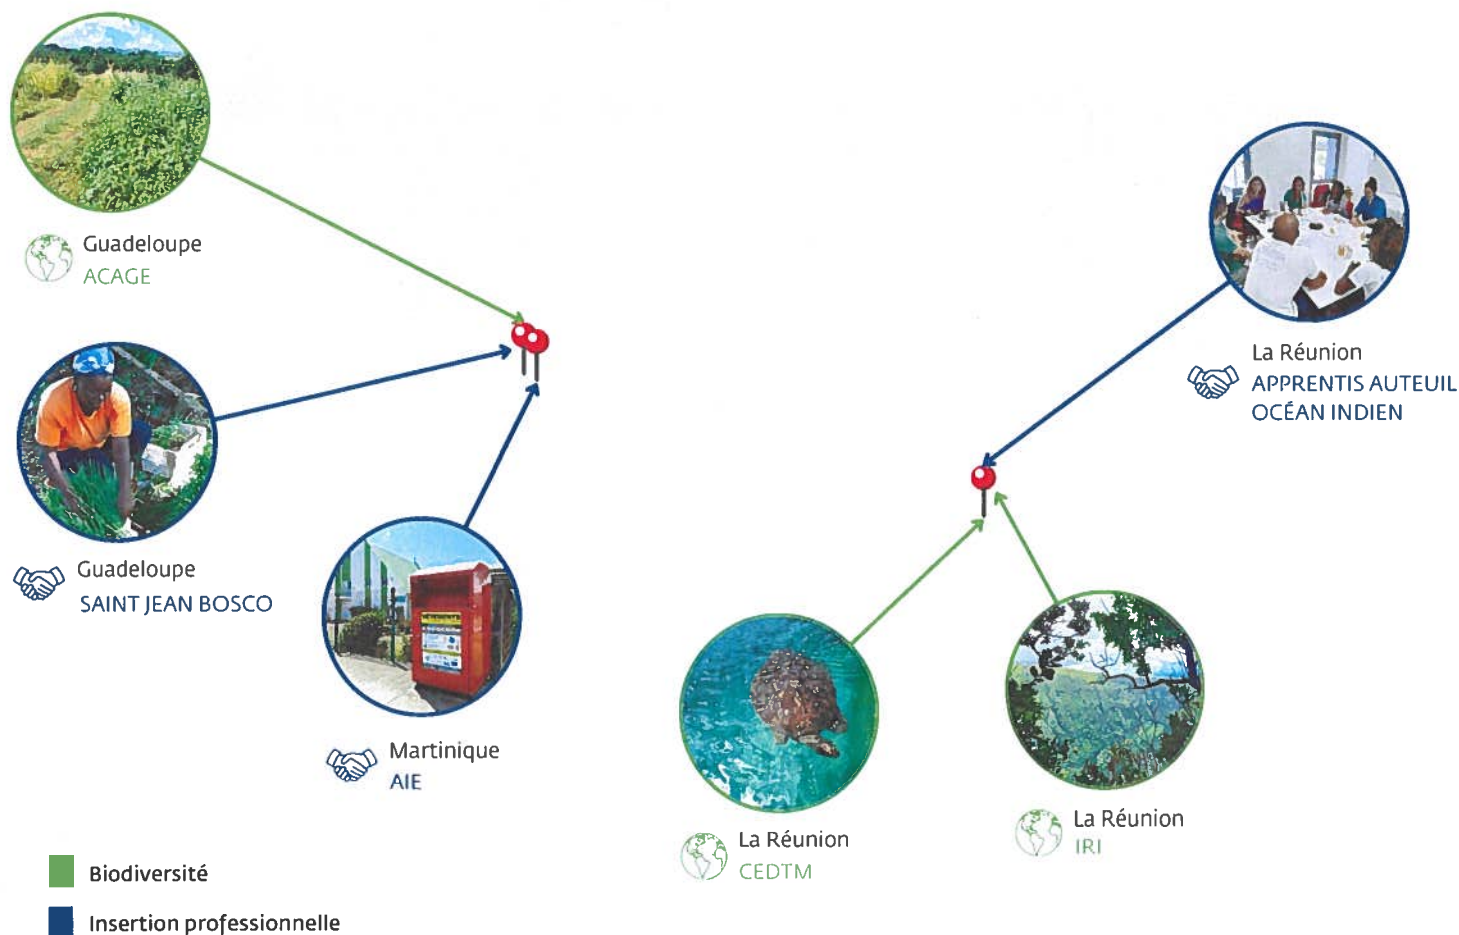 Guadeloupe
ACAGE
La Réunion
APPRENTIS AUTEUIL
OCÉAN INDIEN
Guadeloupe
SAINT JEAN BOSCO
Martinique
AIE
La Réunion
CEDTM
La Réunion
IRI
Biodiversité
Insertion professionnelle